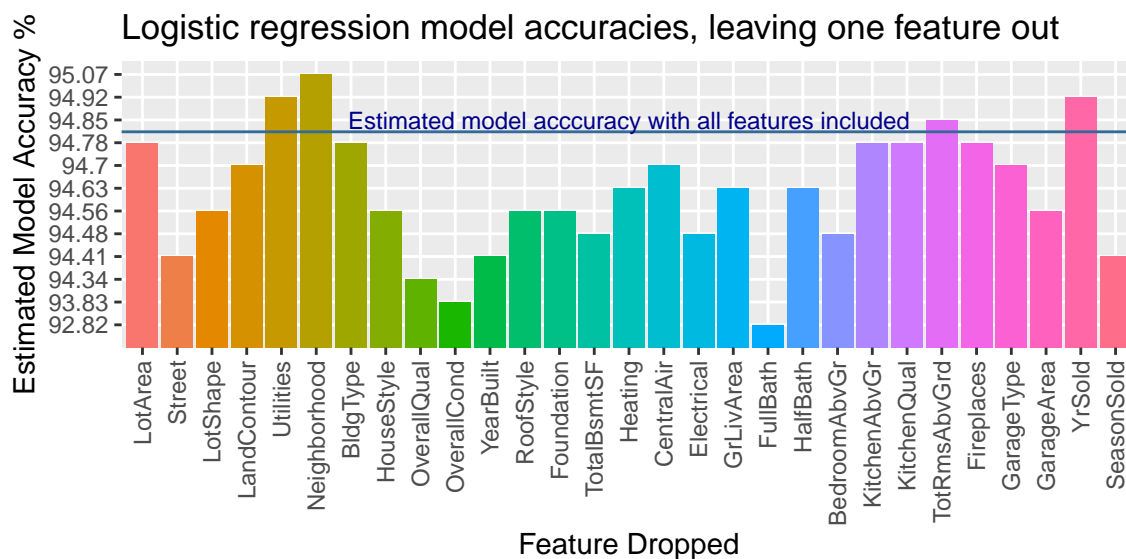 Logistic regression model accuracies, leaving one feature out
Estimated Model Accuracy %
95.07
94.92
94.85
94.78
94.7
94.63
94.56
94.48
94.41
94.34
93.83
92.82
Estimated model acccuracy with all features included
LotArea
Street
LotShape
LandContour
Utilities
Neighborhood
BldgType
HouseStyle
OverallQual
OverallCond
YearBuilt
RoofStyle
Foundation
TotalBsmtSF
Heating
CentralAir
Electrical
GrLivArea
FullBath
HalfBath
BedroomAbvGr
KitchenAbvGr
KitchenQual
TotRmsAbvGrd
Fireplaces
GarageType
GarageArea
YrSold
SeasonSold
Feature Dropped